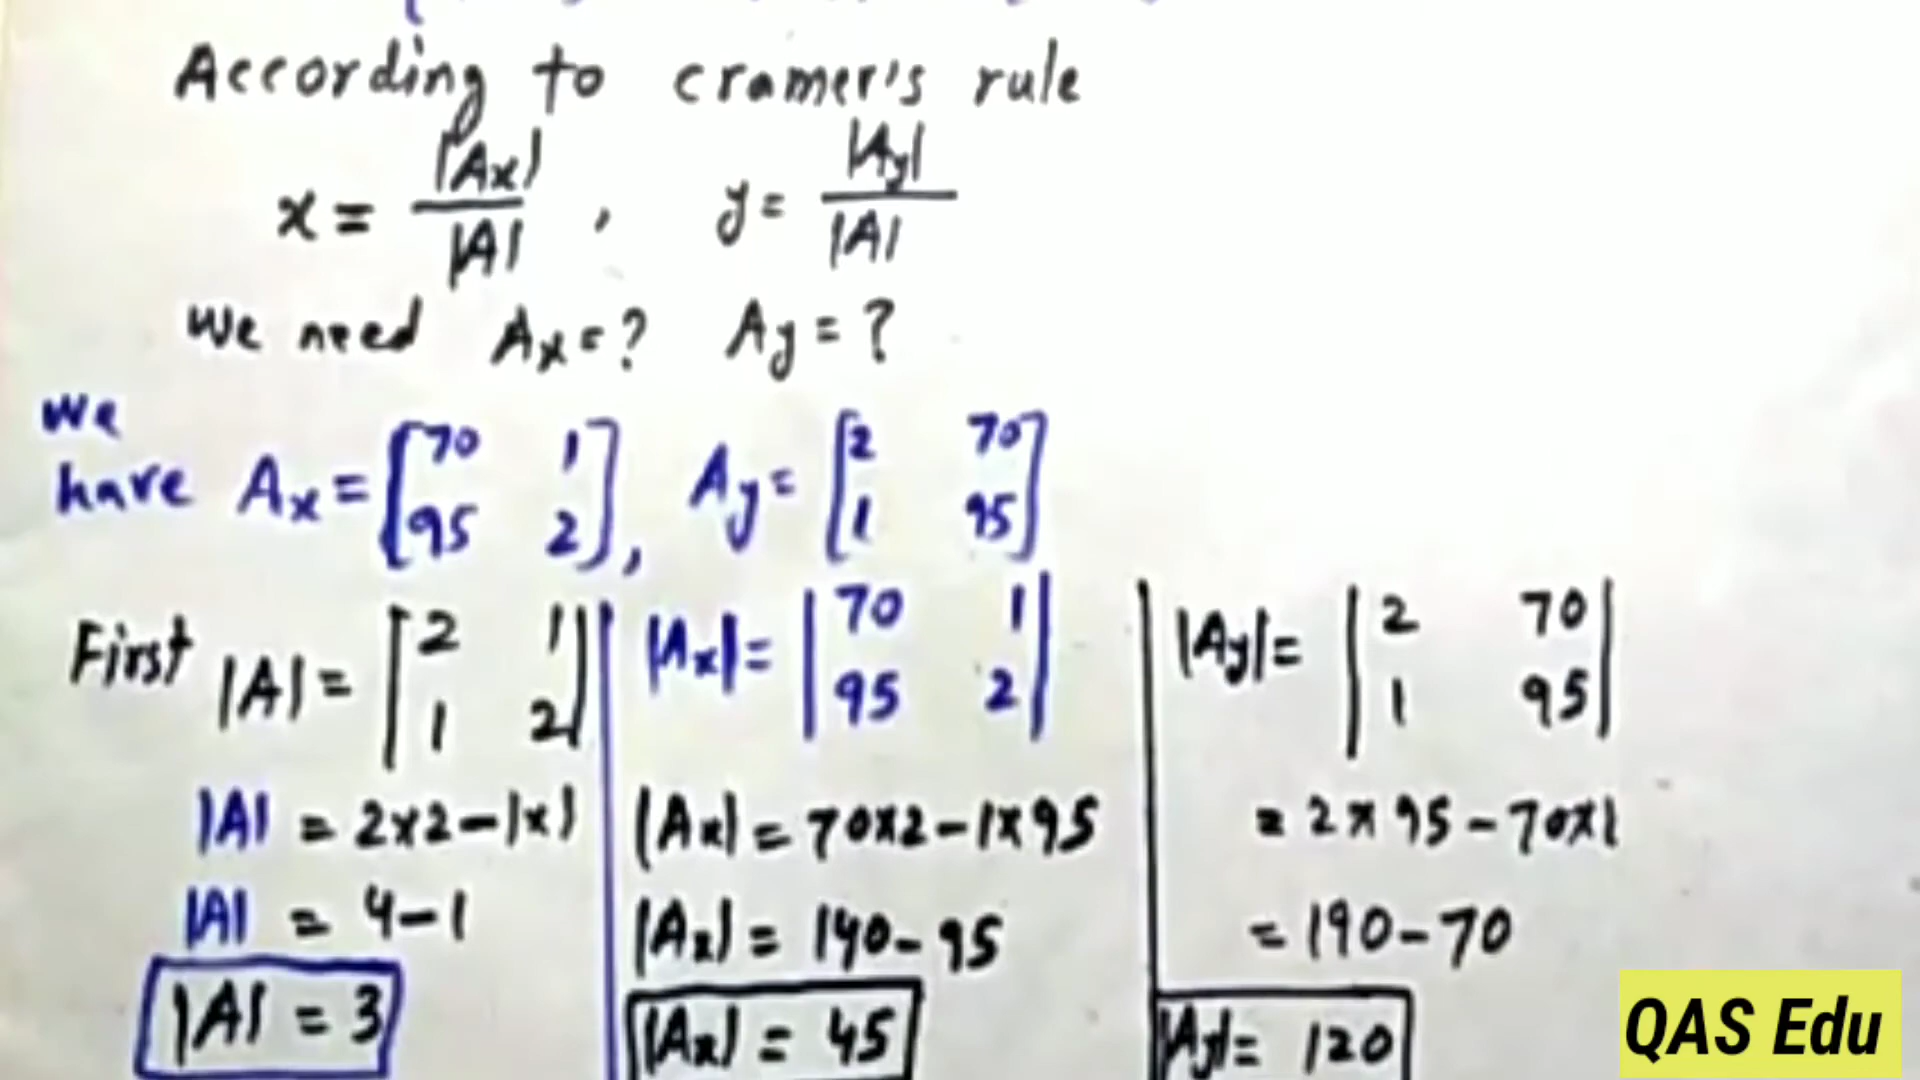 According to cramer's rule
x = |Ax| / |A| , y = |Ay| / |A|
We need Ax = ? Ay = ?
we
have Ax = [70 1
95 2], Ay = [2 70
1 95]
First |A| = |2 1
1 2|
|A| = 2x2-1x1
|A| = 4-1
|A| = 3
|Ax| = |70 1
95 2|
|Ax| = 70x2-1x95
|Ax| = 140-95
|Ax| = 45
|Ay| = |2 70
1 95|
= 2x95-70x1
= 190-70
|Ay| = 120
QAS Edu